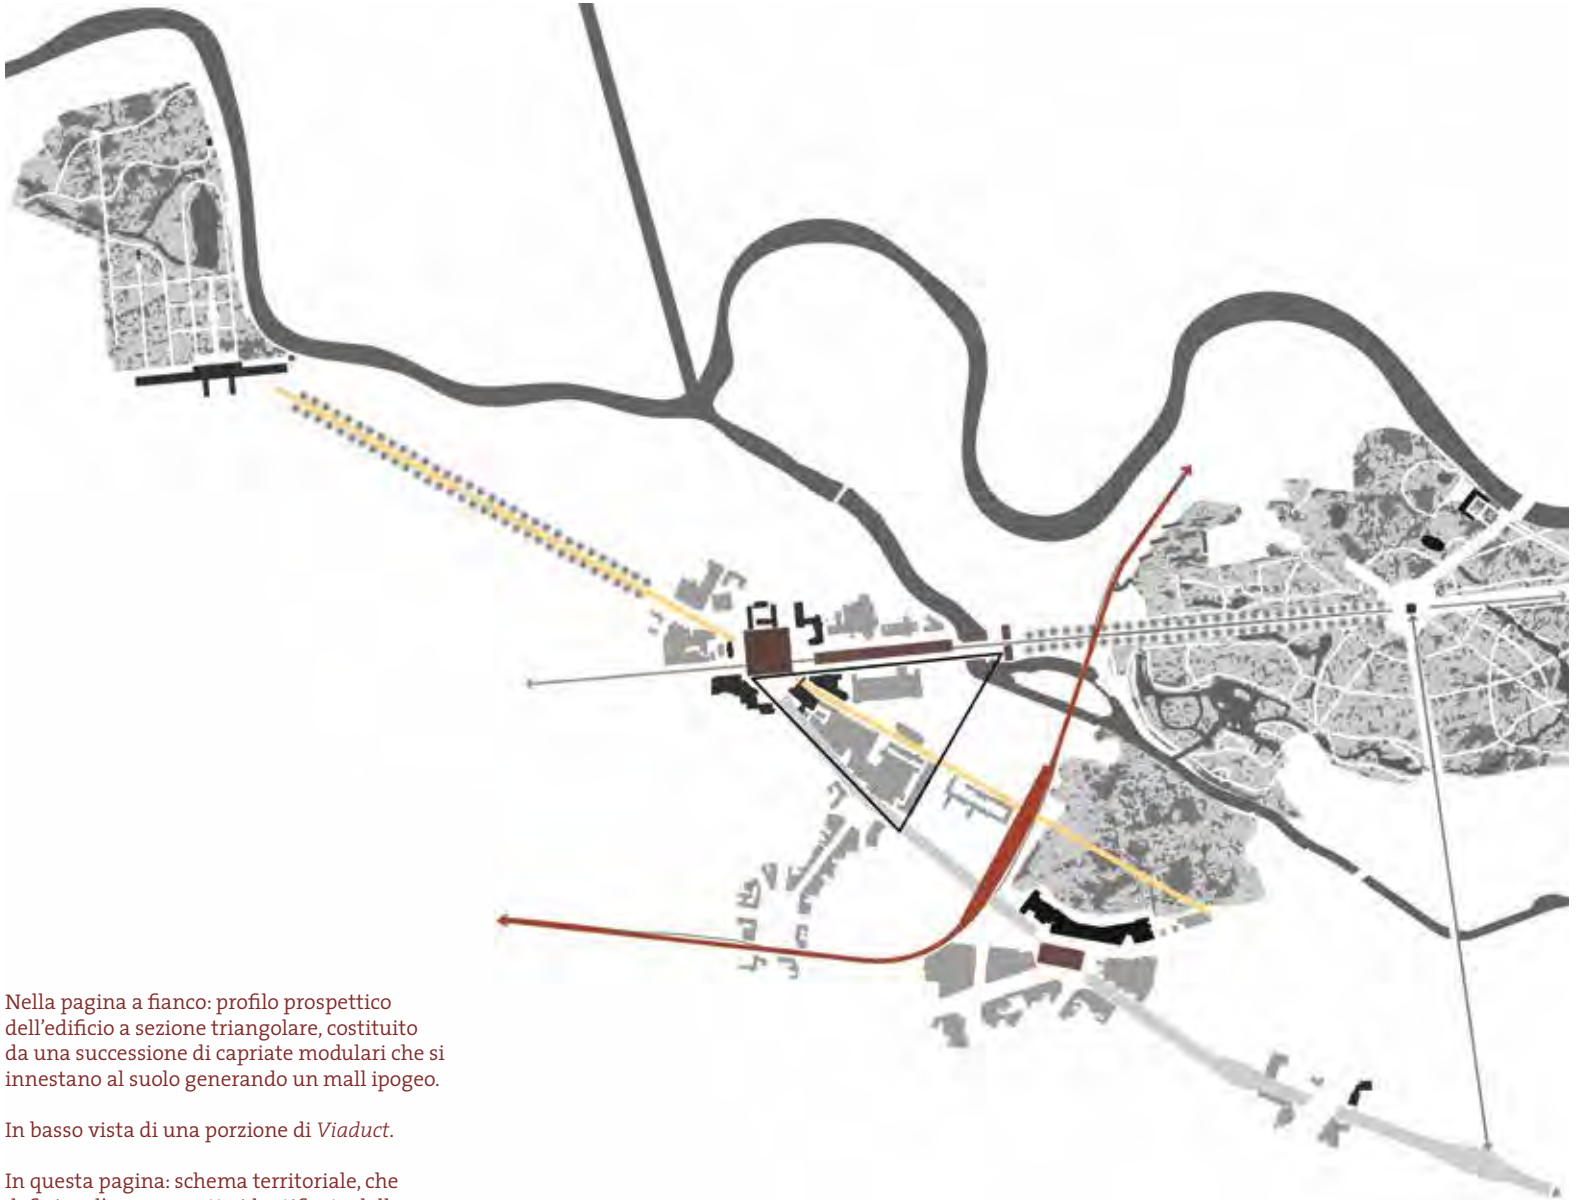 Nella pagina a fianco: profilo prospettico
dell'edificio a sezione triangolare, costituito
da una successione di capriate modulari che si
innestano al suolo generando un mall ipogeo.
In basso vista di una porzione di Viaduct.
In questa pagina: schema territoriale, che